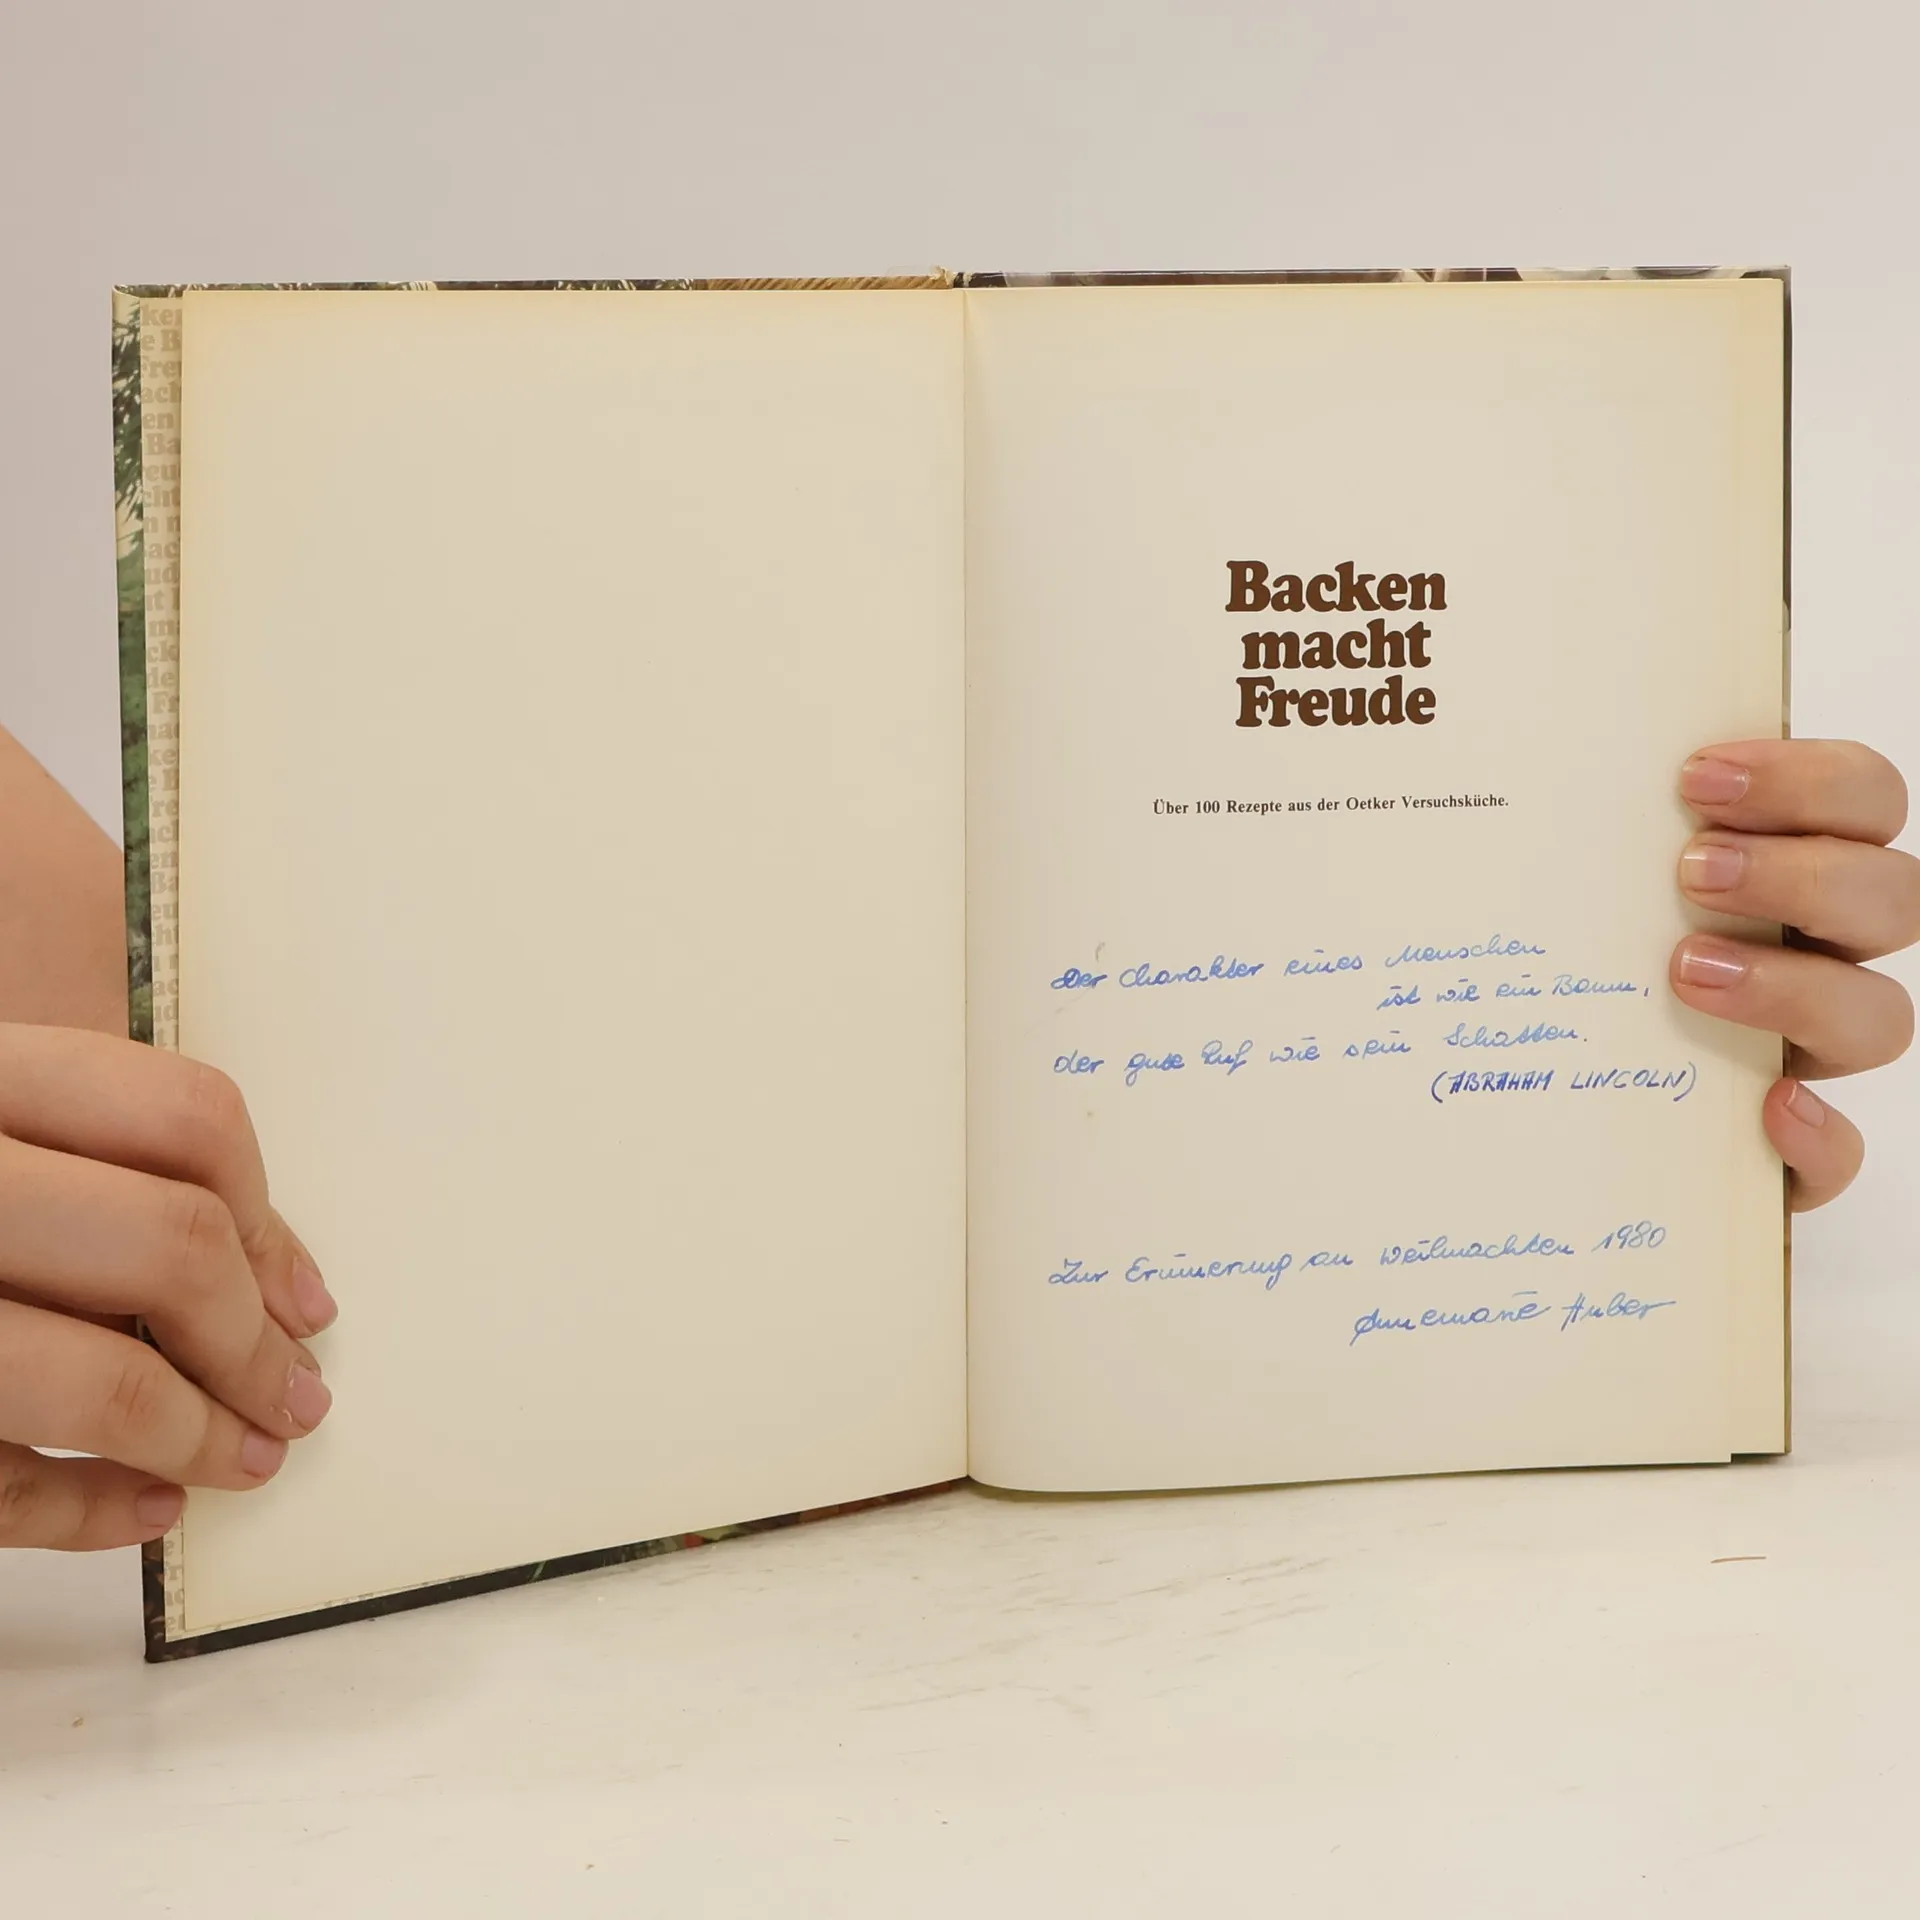 Backen
macht
Freude
Über 100 Rezepte aus der Oetker Versuchsküche.
Der Charakter eines Menschen
ist wie ein Baum,
der gute Ruf wie sein Schatten.
(ABRAHAM LINCOLN)
Zur Erinnerung an Weihnachten 1980
Annemarie Huber